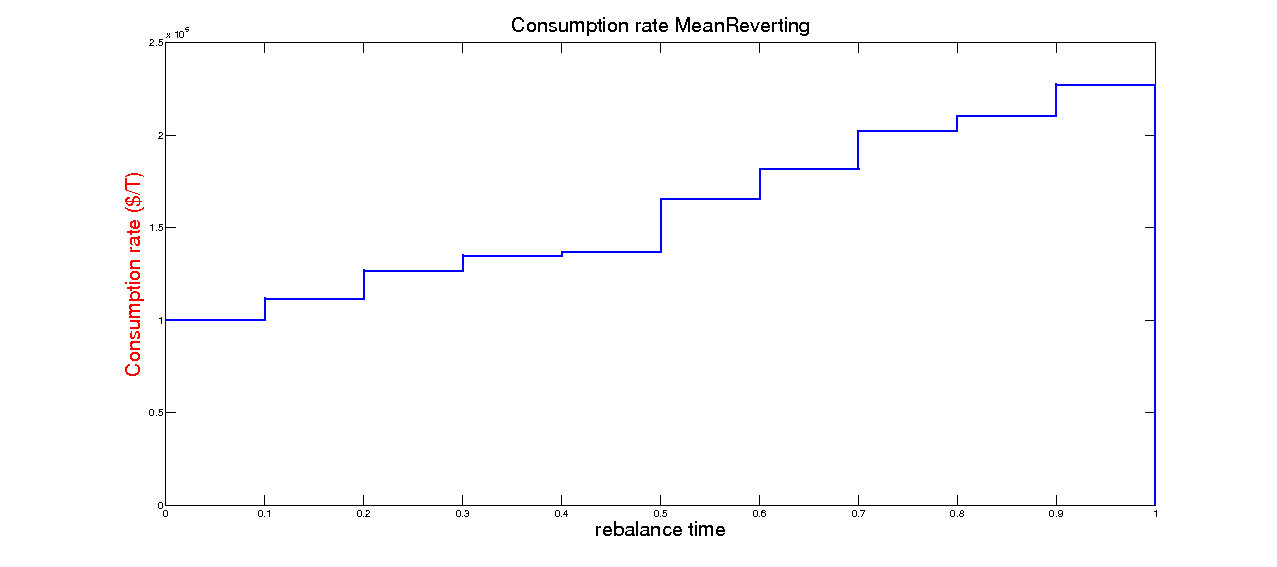 Consumption rate MeanReverting
x 10
2.5
2
1.5
1
0.5
0
Consumption rate ($/T)
0 0.1 0.2 0.3 0.4 0.5 0.6 0.7 0.8 0.9 1
rebalance time